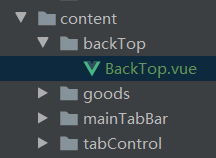 content
backTop
BackTop.vue
goods
mainTabBar
tabControl